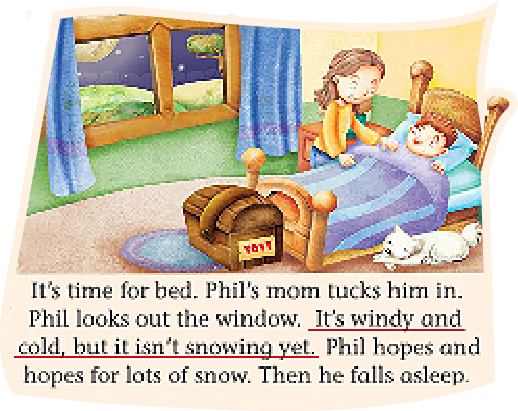 TOYS
It's time for bed. Phil's mom tucks him in.
Phil looks out the window. It's windy and
cold, but it isn't snowing yet. Phil hopes and
hopes for lots of snow. Then he falls asleep.